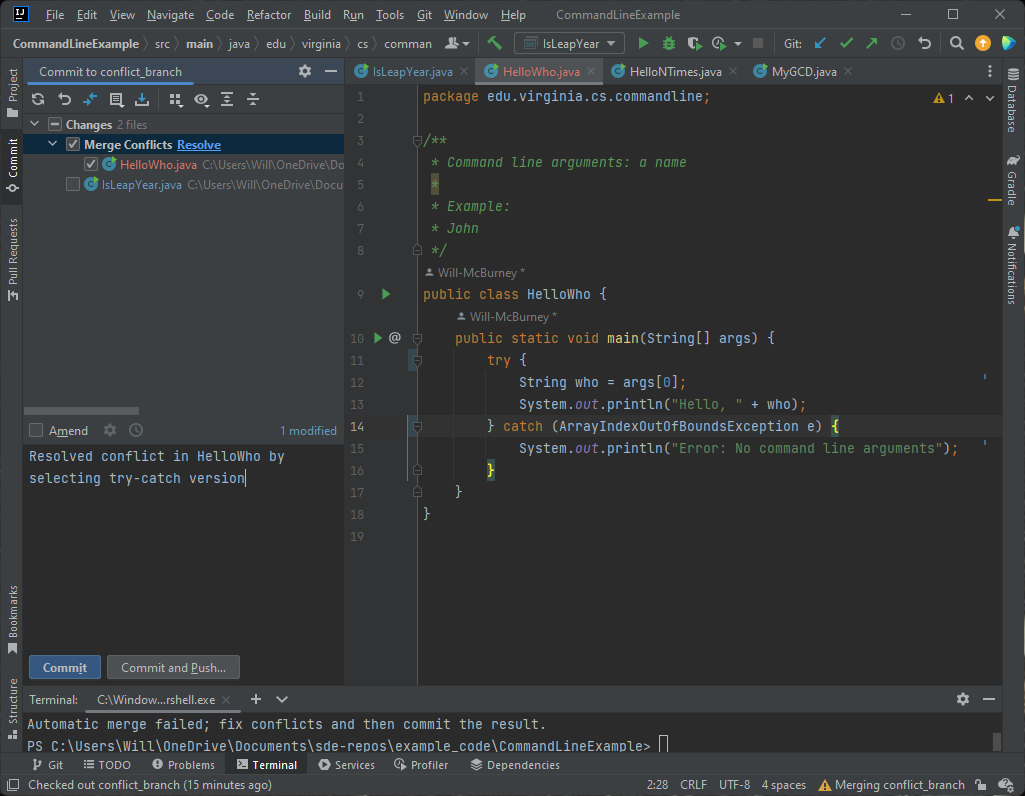 File Edit View Navigate Code Refactor Build Run Tools Git Window Help CommandLineExample
CommandLineExample src main java edu virginia cs comman IsLeapYear Git:
Project
Commit
Pull Requests
Bookmarks
Structure
Commit to conflict_branch
Changes 2 files
Merge Conflicts Resolve
HelloWho.java C:\Users\Will\OneDrive\Do
IsLeapYear.java C:\Users\Will\OneDrive\Docu
Amend 1 modified
Resolved conflict in HelloWho by
selecting try-catch version
Commit Commit and Push...
IsLeapYear.java HelloWho.java HelloNTimes.java MyGCD.java
1 package edu.virginia.cs.commandline; 1
2
3 /**
4 * Command line arguments: a name
5 *
6 * Example:
7 * John
8 */
Will-McBurney *
9 public class HelloWho {
Will-McBurney *
10 @ public static void main(String[] args) {
11 try {
12 String who = args[0];
13 System.out.println("Hello, " + who);
14 } catch (ArrayIndexOutOfBoundsException e) {
15 System.out.println("Error: No command line arguments");
16 }
17 }
18 }
19
Database
Gradle
Notifications
Terminal: C:\Window...rshell.exe
Automatic merge failed; fix conflicts and then commit the result.
PS C:\Users\Will\OneDrive\Documents\sde-repos\example_code\CommandLineExample>
Git TODO Problems Terminal Services Profiler Dependencies
Checked out conflict_branch (15 minutes ago) 2:28 CRLF UTF-8 4 spaces Merging conflict_branch